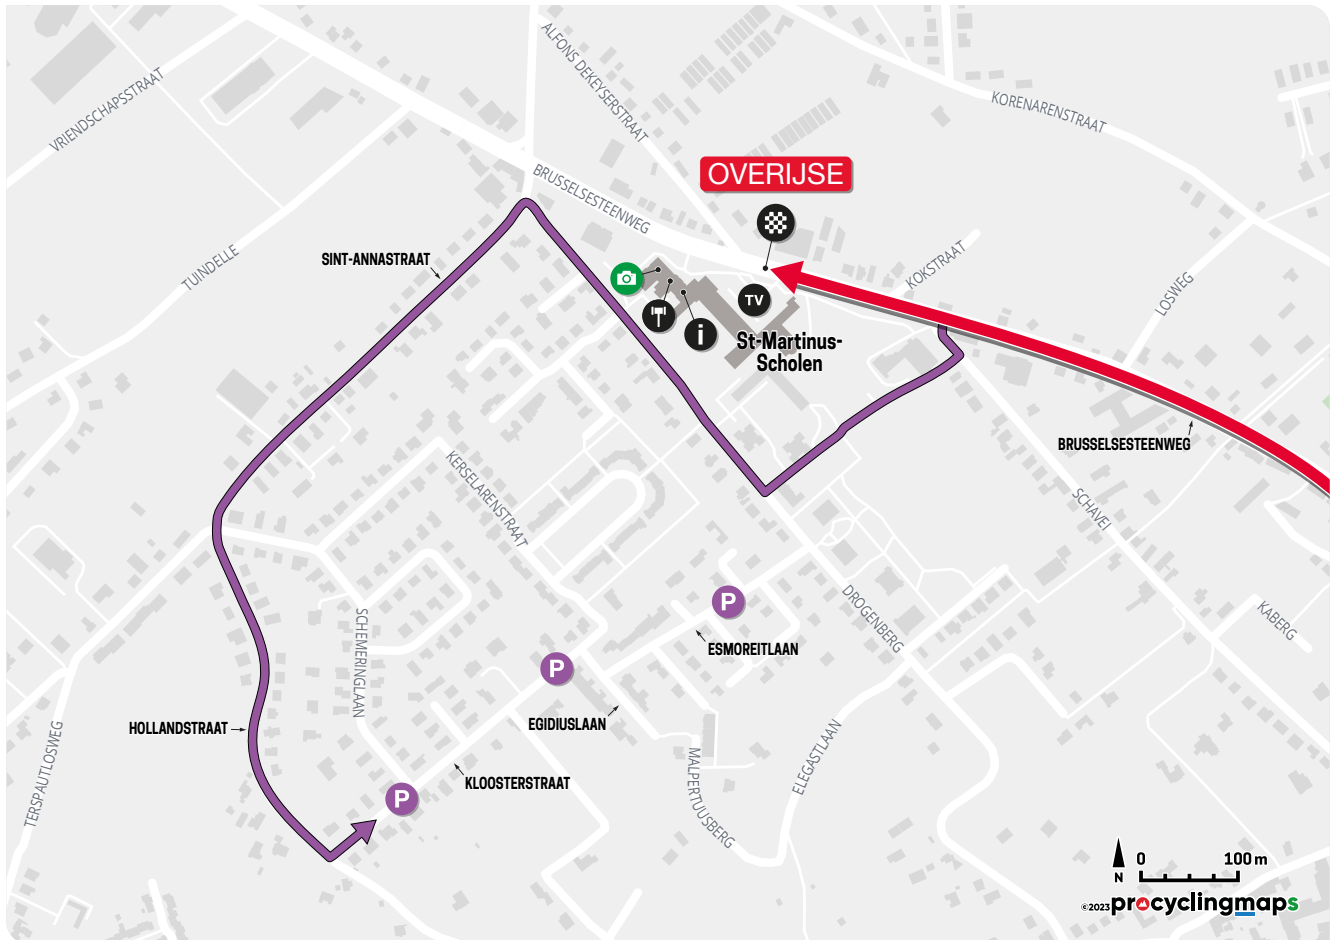 ALFONS DEKEYSERSTRAAT
VRIENDSCHAPSSTRAAT
KORENARENSTRAAT
OVERIJSE
BRUSSELSESTEENWEG
TUINDELLE
SINT-ANNASTRAAT
KOKSTRAAT
LOSWEG
TV
i
St-Martinus-
Scholen
BRUSSELSESTEENWEG
KERSELARENSTRAAT
SCHAVEI
P
DROGENBERG
KABERG
SCHEMERINGLAAN
ESMOREITLAAN
P
EGIDIUSLAAN
HOLLANDSTRAAT
TERSPAUTLOSWEG
ELEGASTLAAN
MALPERTUUSBERG
KLOOSTERSTRAAT
P
N
0 100 m
©2023 procyclingmaps